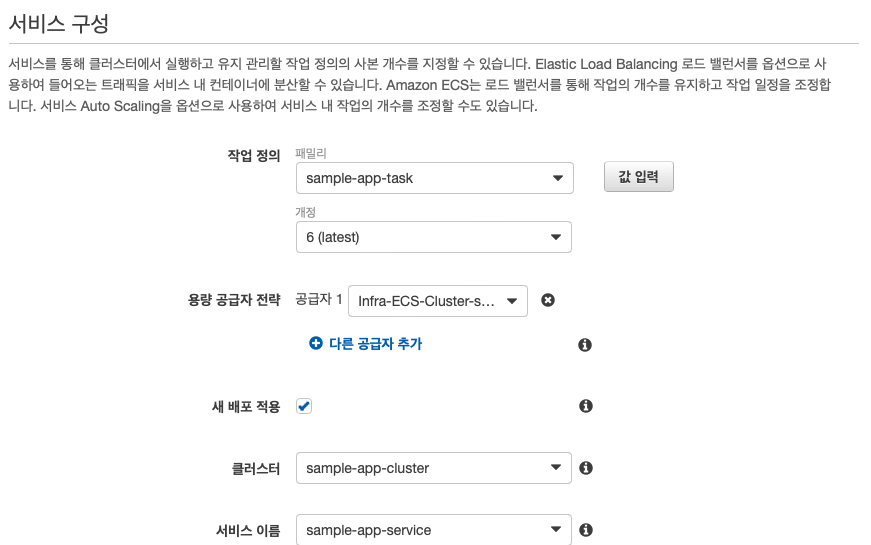 서비스 구성
서비스를 통해 클러스터에서 실행하고 유지 관리할 작업 정의의 사본 개수를 지정할 수 있습니다. Elastic Load Balancing 로드 밸런서를 옵션으로 사
용하여 들어오는 트래픽을 서비스 내 컨테이너에 분산할 수 있습니다. Amazon ECS는 로드 밸런서를 통해 작업의 개수를 유지하고 작업 일정을 조정합
니다. 서비스 Auto Scaling을 옵션으로 사용하여 서비스 내 작업의 개수를 조정할 수도 있습니다.
작업 정의 패밀리
sample-app-task 값 입력
개정
6 (latest)
용량 공급자 전략 공급자 1 Infra-ECS-Cluster-s...
다른 공급자 추가
새 배포 적용
클러스터 sample-app-cluster
서비스 이름 sample-app-service